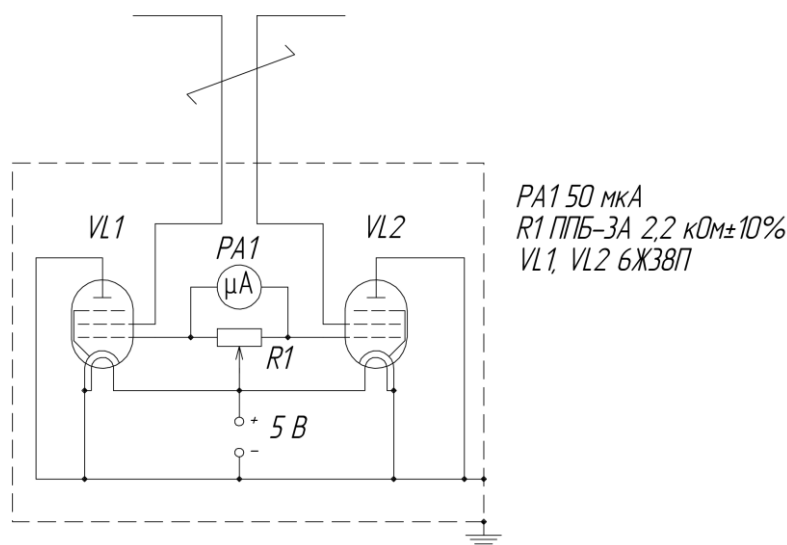 VL1
PA1
VL2
μA
R1
+
5 В
−
PA1 50 мкА
R1 ППБ-3А 2,2 кОм±10%
VL1, VL2 6Ж38П